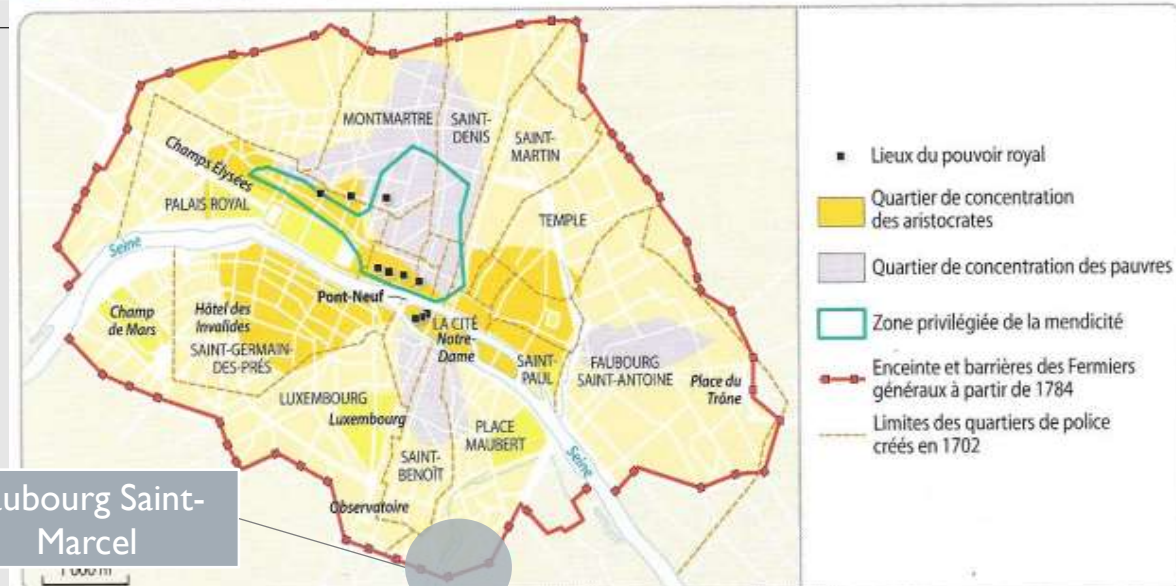 MONTMARTRE
SAINT-
DENIS
SAINT-
MARTIN
Champs Élysées
PALAIS ROYAL
TEMPLE
Seine
Pont-Neuf
Champ
de Mars
Hôtel des
Invalides
SAINT-GERMAIN-
DES-PRÉS
LA CITÉ
Notre-
Dame
SAINT-
PAUL
FAUBOURG
SAINT-ANTOINE
Place du
Trône
LUXEMBOURG
Luxembourg
PLACE
MAUBERT
SAINT-
BENOÎT
Seine
Observatoire
Lieux du pouvoir royal
Quartier de concentration
des aristocrates
Quartier de concentration des pauvres
Zone privilégiée de la mendicité
Enceinte et barrières des Fermiers
généraux à partir de 1784
Limites des quartiers de police
créés en 1702
aubourg Saint-
Marcel